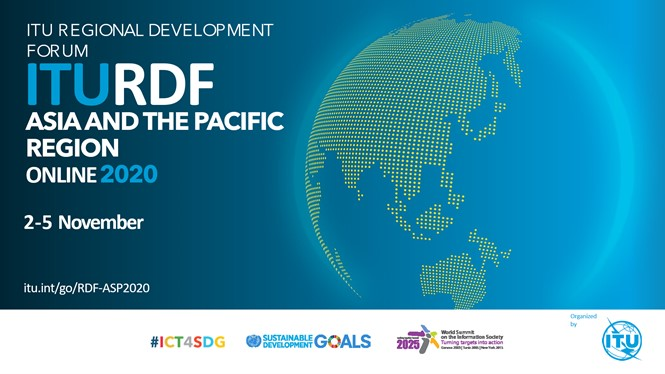 ITU REGIONAL DEVELOPMENT
FORUM
ITURDF
ASIA AND THE PACIFIC
REGION
ONLINE 2020
2-5 November
itu.int/go/RDF-ASP2020
Organized
by
#ICT4SDG
SUSTAINABLE
DEVELOPMENT
GOALS
2025
World Summit
on the Information Society
Turning targets into action
ITU